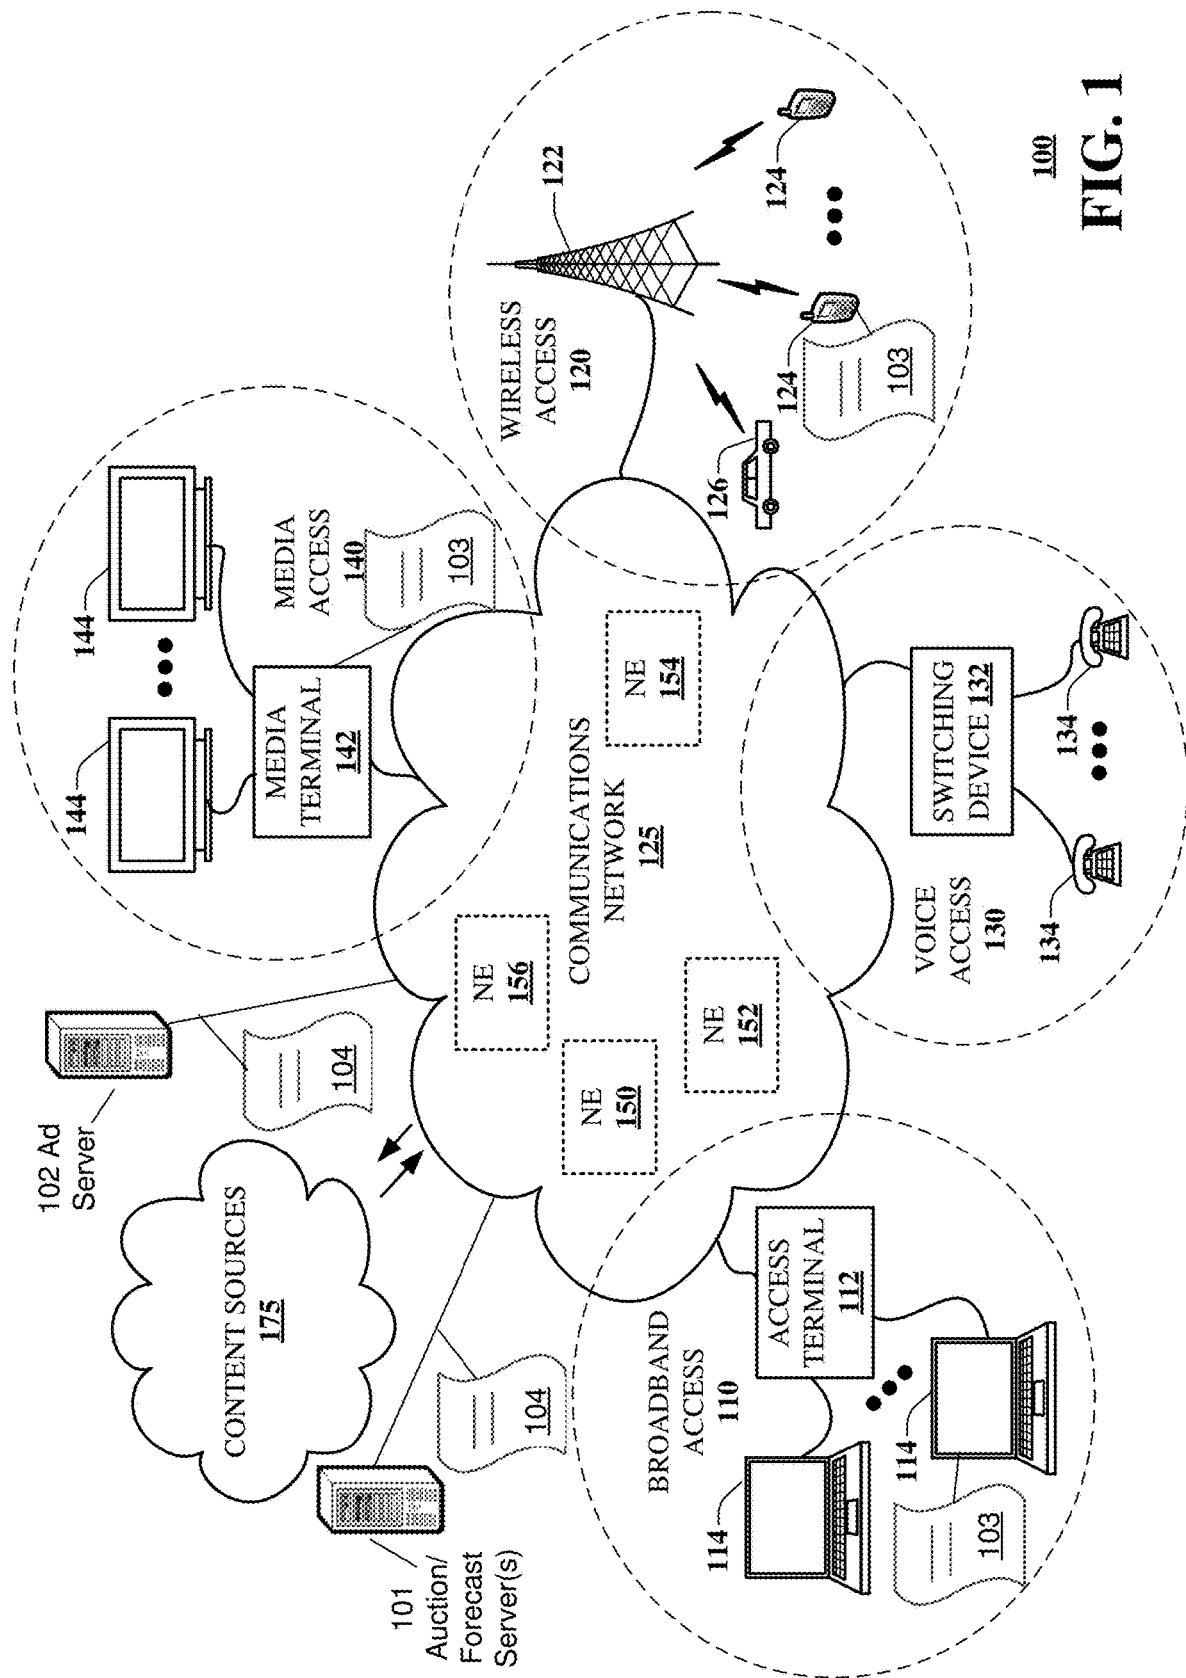 102 Ad
Server
104
144
144
MEDIA
TERMINAL
142
MEDIA
ACCESS
140
103
CONTENT SOURCES
175
101
Auction/
Forecast
Server(s)
104
NE
156
NE
150
NE
152
NE
154
COMMUNICATIONS
NETWORK
125
WIRELESS
ACCESS
120
122
124
124
103
126
BROADBAND
ACCESS
110
ACCESS
TERMINAL
112
114
114
103
VOICE
ACCESS
130
SWITCHING
DEVICE 132
134
134
100
FIG. 1